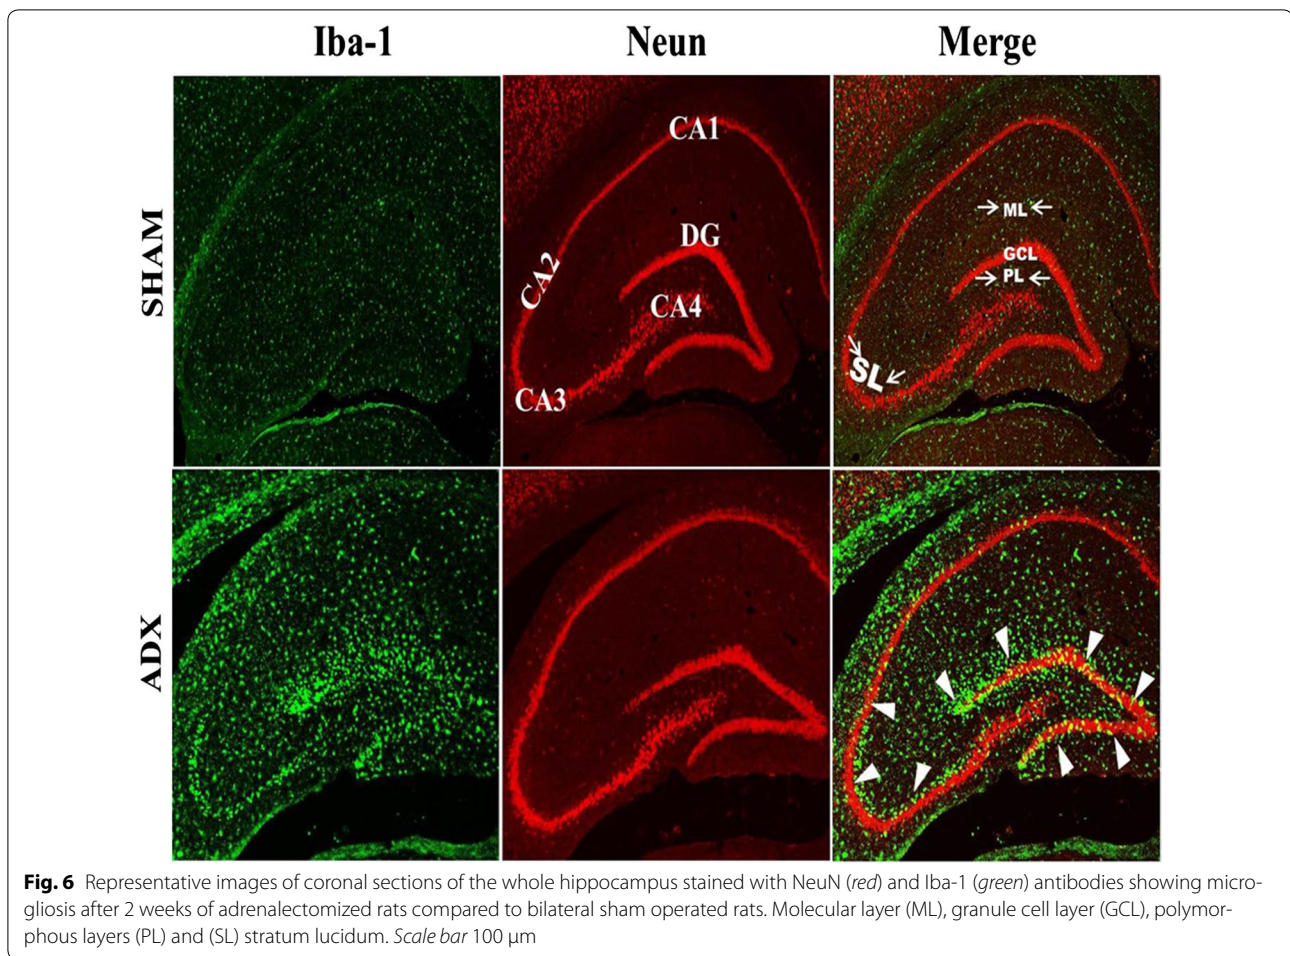 Iba-1 Neun Merge
SHAM
CA1
DG
CA2
CA4
CA3
ML
GCL
PL
SL
ADX
Fig. 6 Representative images of coronal sections of the whole hippocampus stained with NeuN (red) and Iba-1 (green) antibodies showing micro-
gliosis after 2 weeks of adrenalectomized rats compared to bilateral sham operated rats. Molecular layer (ML), granule cell layer (GCL), polymor-
phous layers (PL) and (SL) stratum lucidum. Scale bar 100 μm